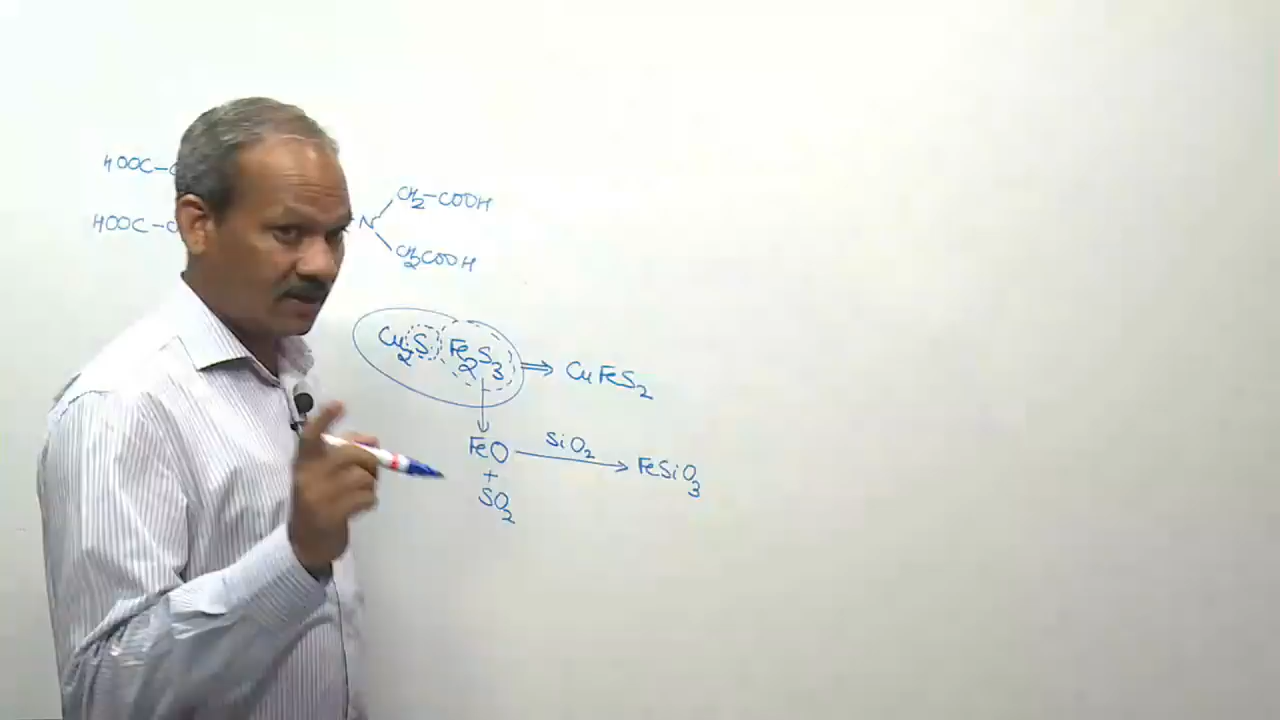 HOOC-C
HOOC-C
N
CH2-COOH
CH2COOH
Cu2S Fe2S3 ⇒ CuFeS2
FeO SiO2 → FeSiO3
+
SO2